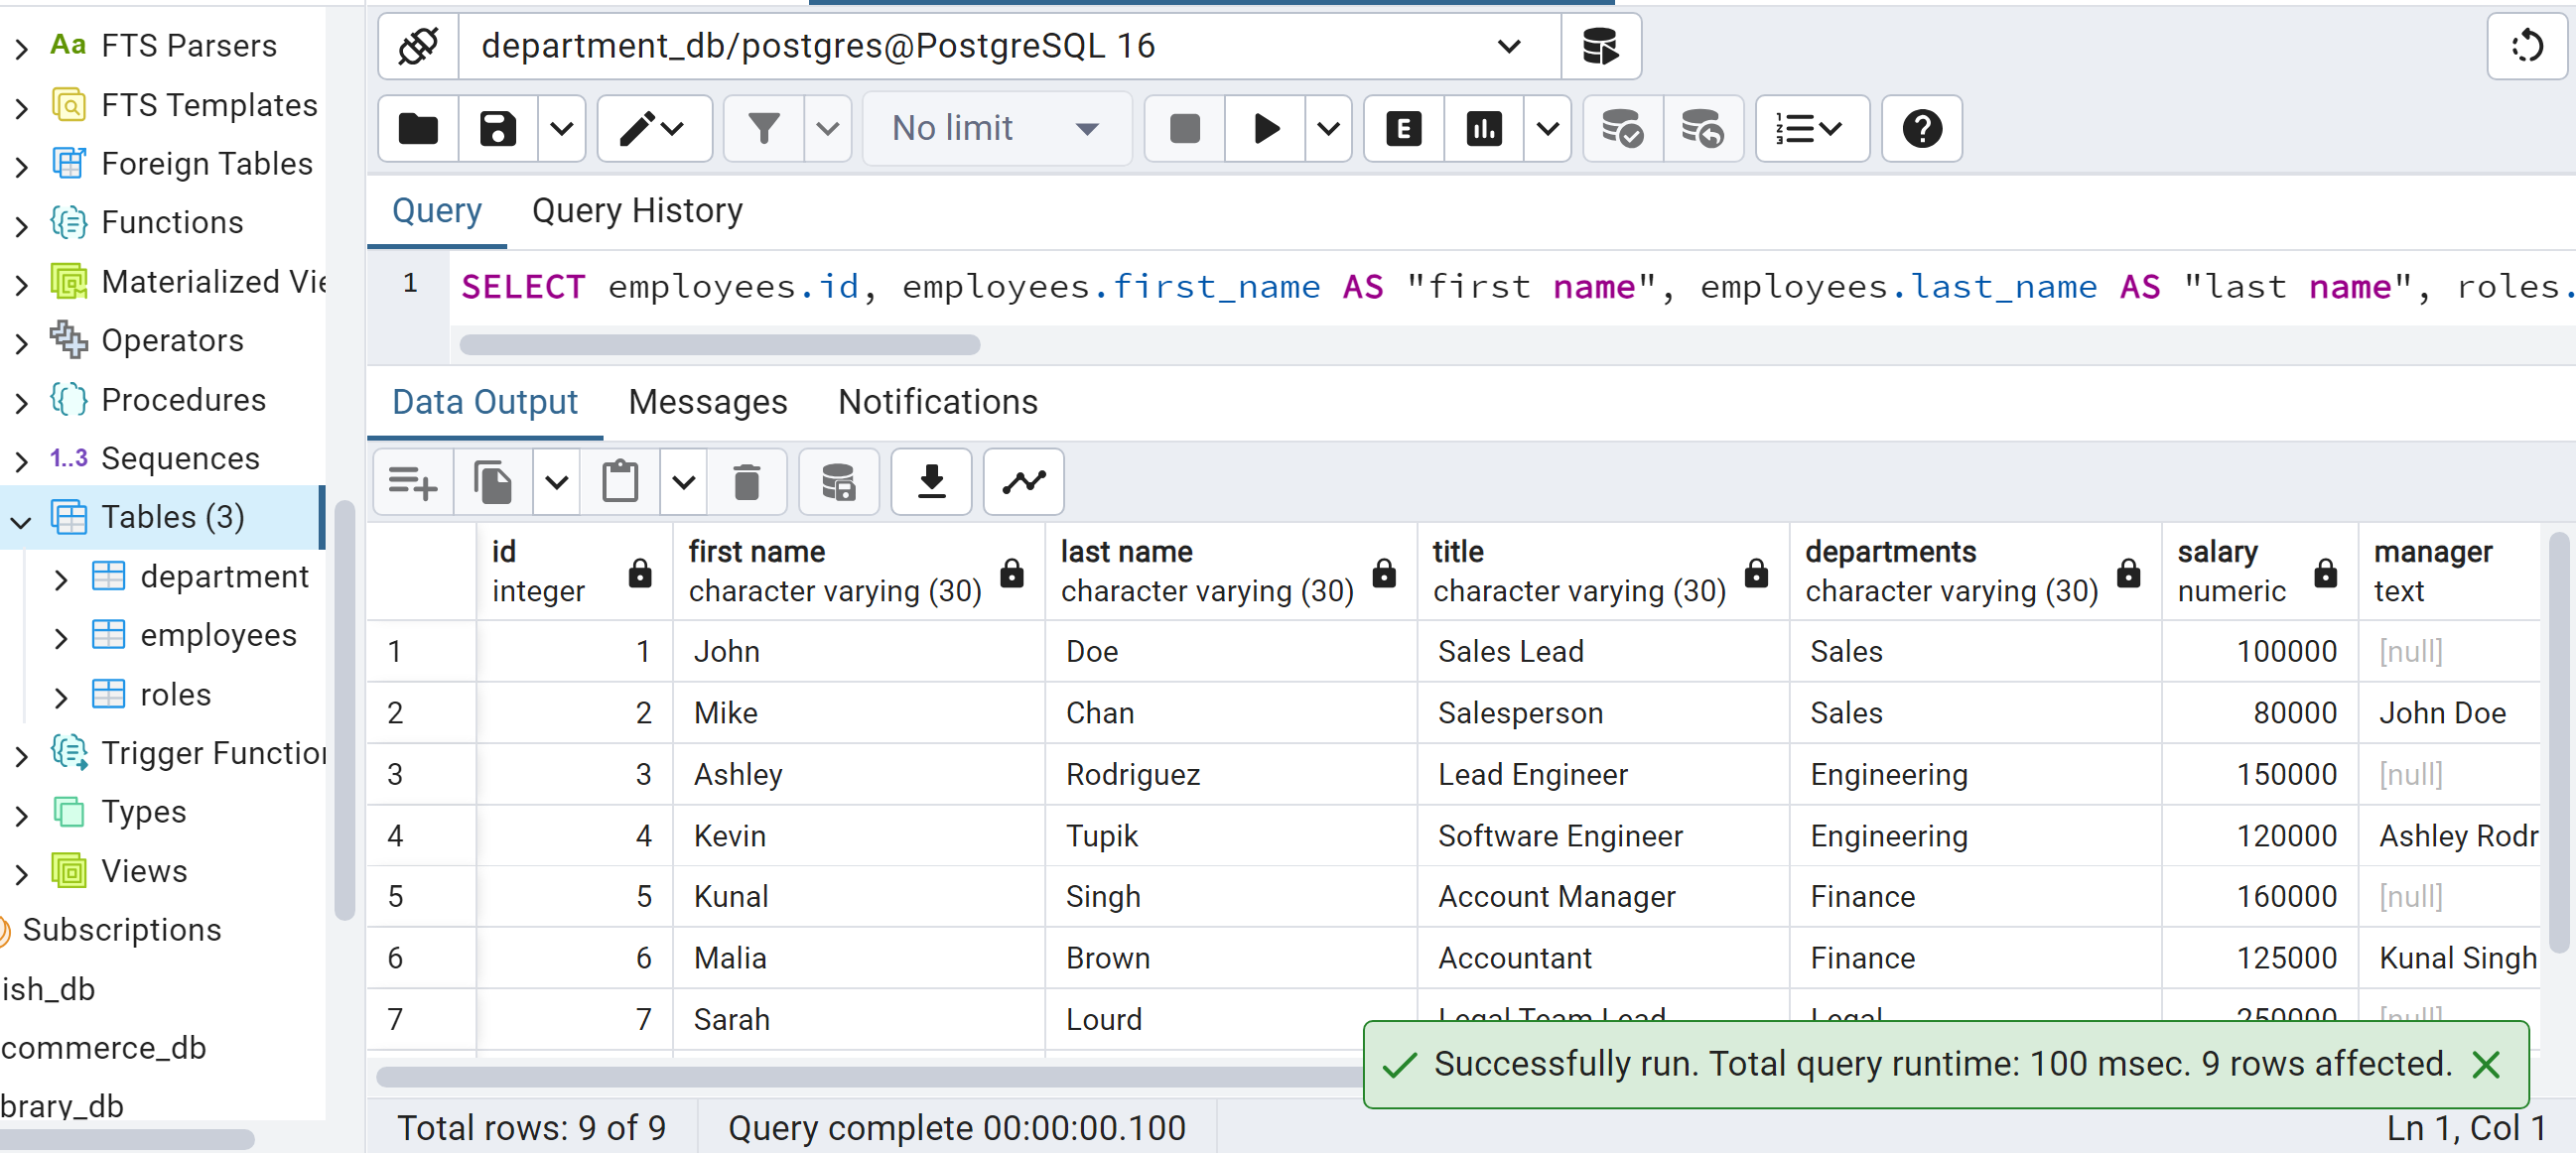 Aa FTS Parsers
FTS Templates
Foreign Tables
Functions
Materialized Vie
Operators
Procedures
1..3 Sequences
Tables (3)
department
employees
roles
Trigger Function
Types
Views
Subscriptions
ish_db
commerce_db
brary_db
department_db/postgres@PostgreSQL 16
No limit
E
Query Query History
1 SELECT employees.id, employees.first_name AS "first name", employees.last_name AS "last name", roles.
Data Output Messages Notifications
id first name last name title departments salary manager
integer character varying (30) character varying (30) character varying (30) character varying (30) numeric text
1 1 John Doe Sales Lead Sales 100000 [null]
2 2 Mike Chan Salesperson Sales 80000 John Doe
3 3 Ashley Rodriguez Lead Engineer Engineering 150000 [null]
4 4 Kevin Tupik Software Engineer Engineering 120000 Ashley Rodr
5 5 Kunal Singh Account Manager Finance 160000 [null]
6 6 Malia Brown Accountant Finance 125000 Kunal Singh
7 7 Sarah Lourd Legal Team Lead Legal 250000 [null]
Successfully run. Total query runtime: 100 msec. 9 rows affected.
Total rows: 9 of 9 Query complete 00:00:00.100 Ln 1, Col 1